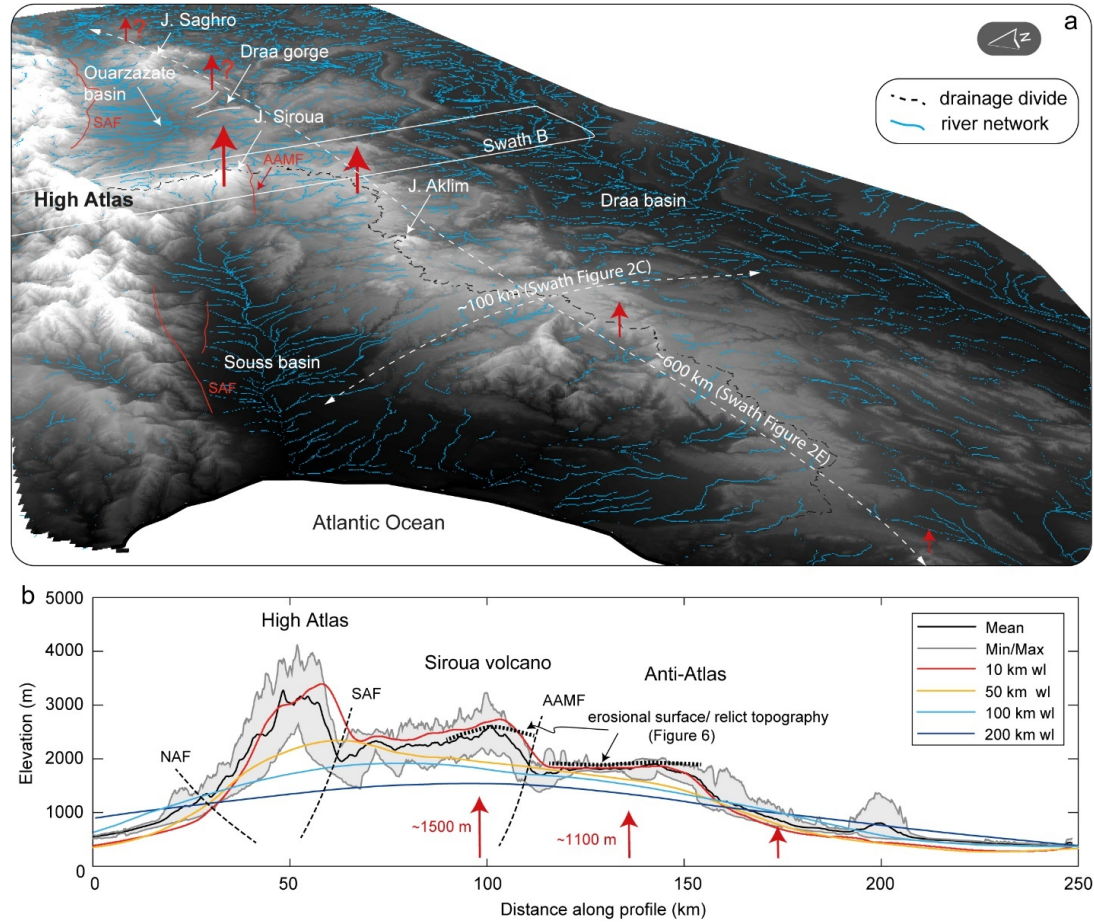 a
J. Saghro
?
Draa gorge
?
Ouarzazate
basin
SAF
J. Siroua
AAMF
Swath B
High Atlas
J. Aklim
Draa basin
~100 km (Swath Figure 2C)
Souss basin
SAF
~600 km (Swath Figure 2E)
Atlantic Ocean
N
drainage divide
river network
b
5000
4000
3000
2000
1000
0
Elevation (m)
High Atlas
Siroua volcano
Anti-Atlas
NAF
SAF
AAMF
erosional surface/ relict topography
(Figure 6)
~1500 m
~1100 m
Mean
Min/Max
10 km wl
50 km wl
100 km wl
200 km wl
0
50
100
150
200
250
Distance along profile (km)